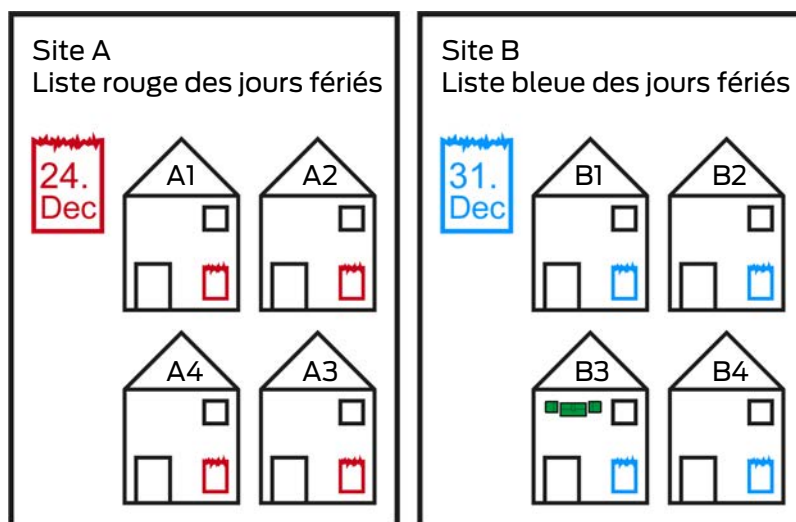 Site A
Liste rouge des jours fériés
24.
Dec
A1
A2
A4
A3
Site B
Liste bleue des jours fériés
31.
Dec
B1
B2
B3
B4